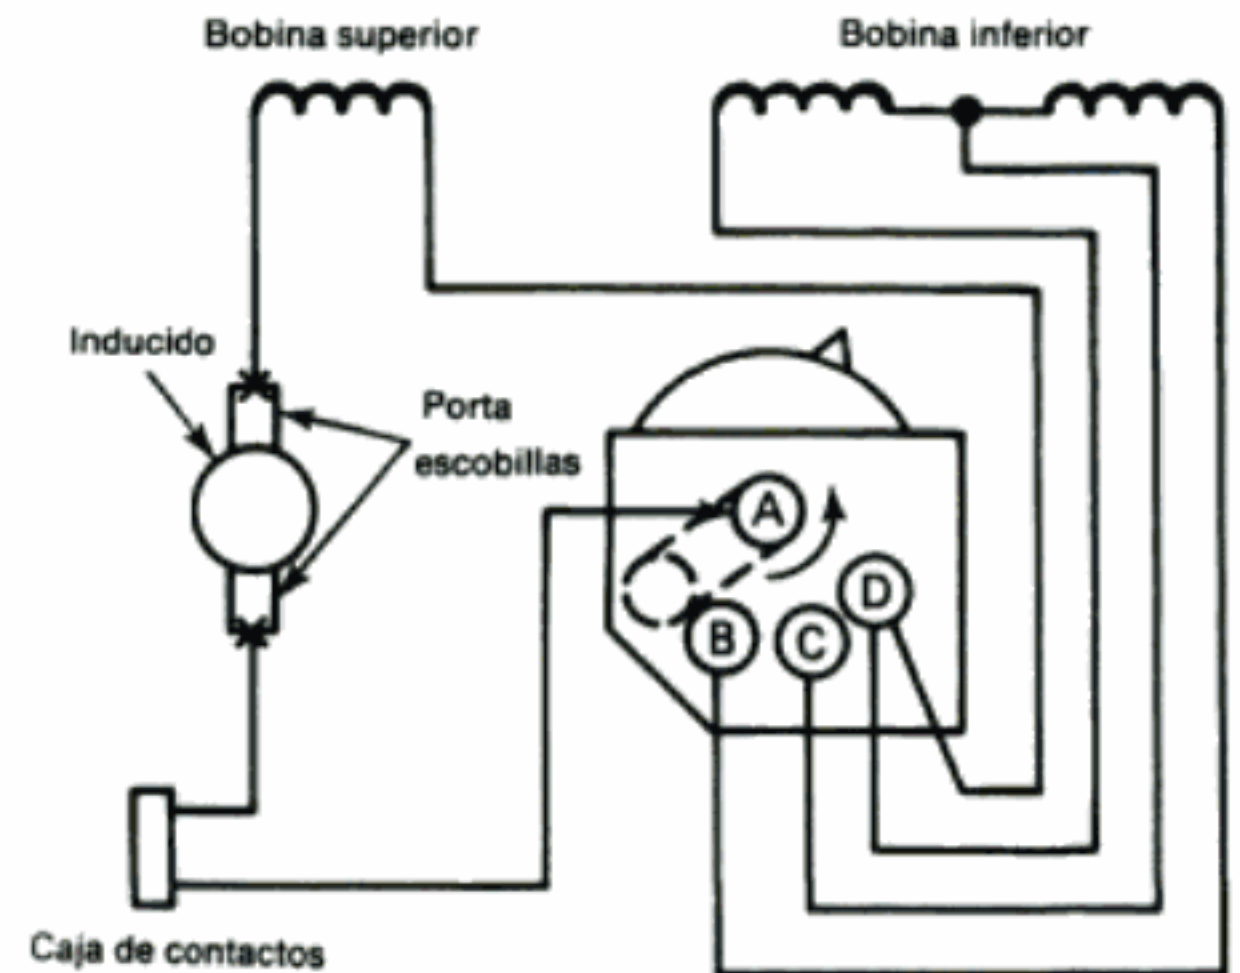 Bobina superior
Bobina inferior
Inducido
Porta
escobillas
A
D
B
C
Caja de contactos